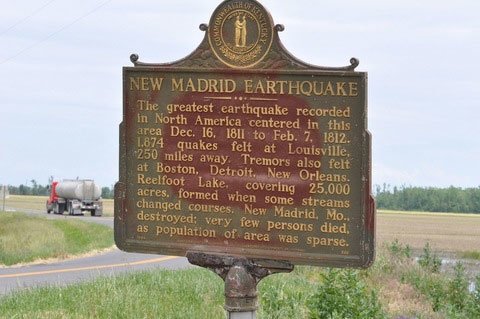 COMMONWEALTH OF KENTUCKY
NEW MADRID EARTHQUAKE
The greatest earthquake recorded
in North America centered in this
area Dec. 16, 1811 to Feb. 7, 1812.
1,874 quakes felt at Louisville,
250 miles away. Tremors also felt
at Boston, Detroit, New Orleans.
Reelfoot Lake, covering 25,000
acres, formed when some streams
changed courses. New Madrid, Mo.,
destroyed; very few persons died,
as population of area was sparse.